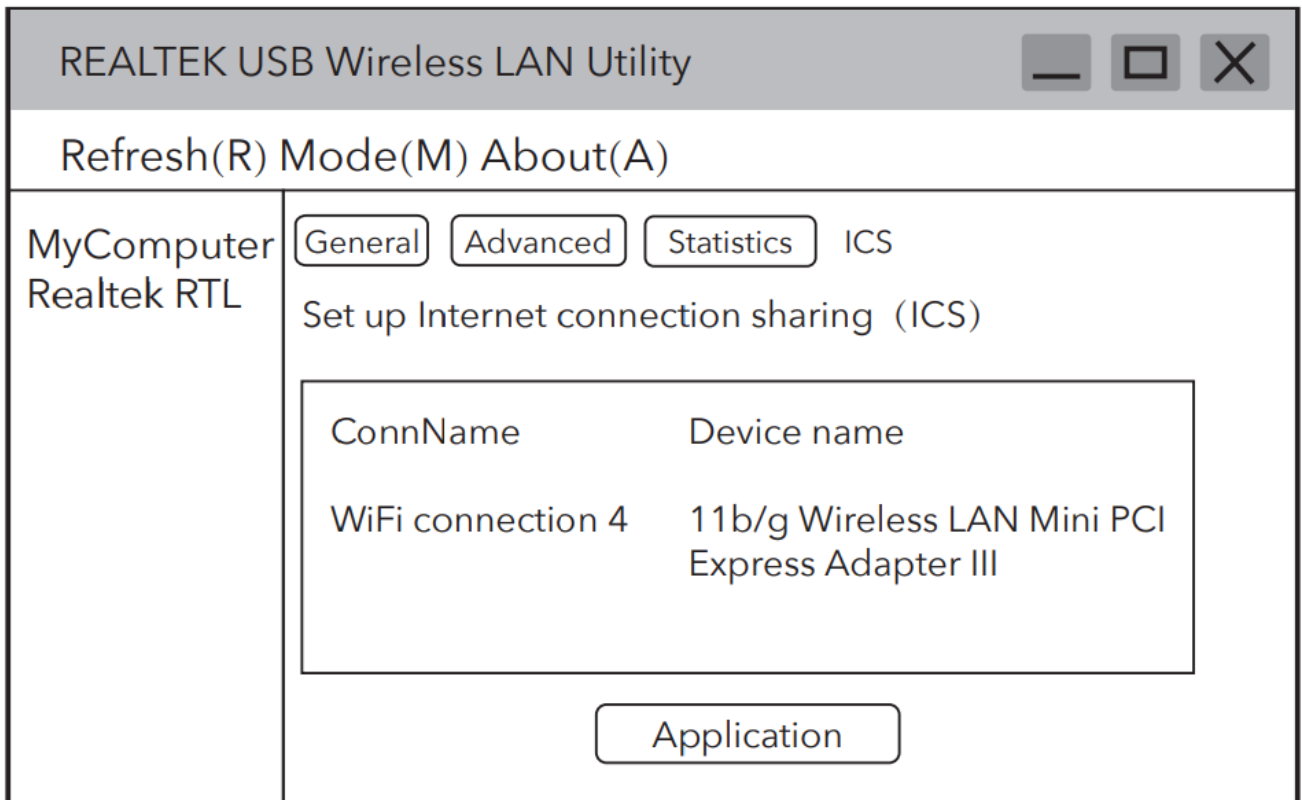 REALTEK USB Wireless LAN Utility
Refresh(R) Mode(M) About(A)
MyComputer
Realtek RTL
General Advanced Statistics ICS
Set up Internet connection sharing (ICS)
ConnName Device name
WiFi connection 4 11b/g Wireless LAN Mini PCI
Express Adapter III
Application